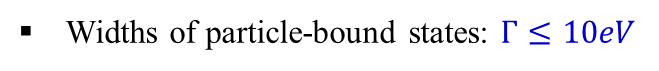 ▪ Widths of particle-bound states: Γ ≤ 10eV